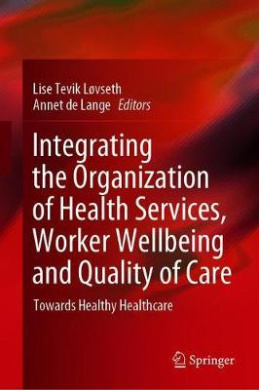 Lise Tevik Løvseth
Annet de Lange Editors
Integrating
the Organization
of Health Services,
Worker Wellbeing
and Quality of Care
Towards Healthy Healthcare
Springer